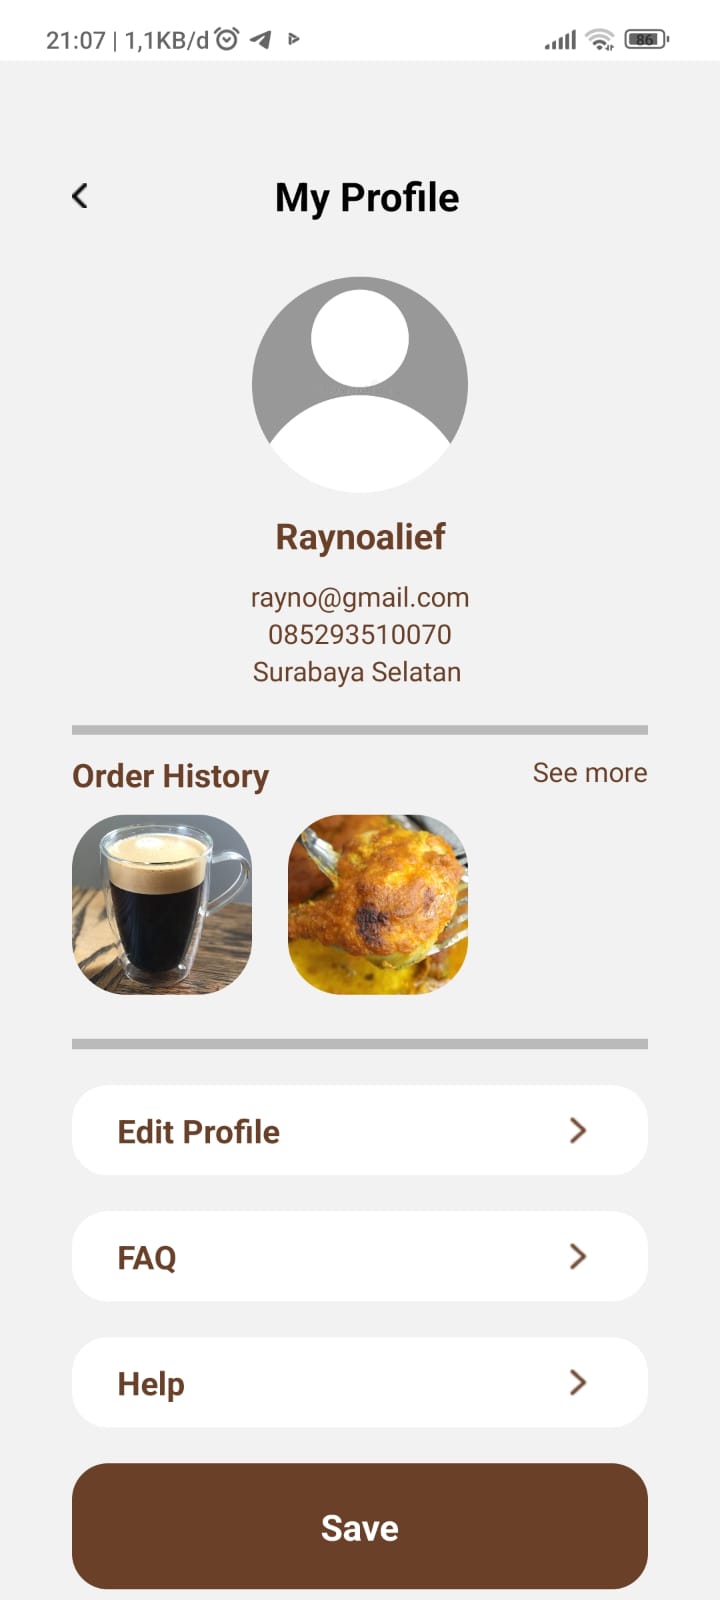 21:07 | 1,1KB/d
86
My Profile
Raynoalief
rayno@gmail.com
085293510070
Surabaya Selatan
Order History
See more
Edit Profile
FAQ
Help
Save